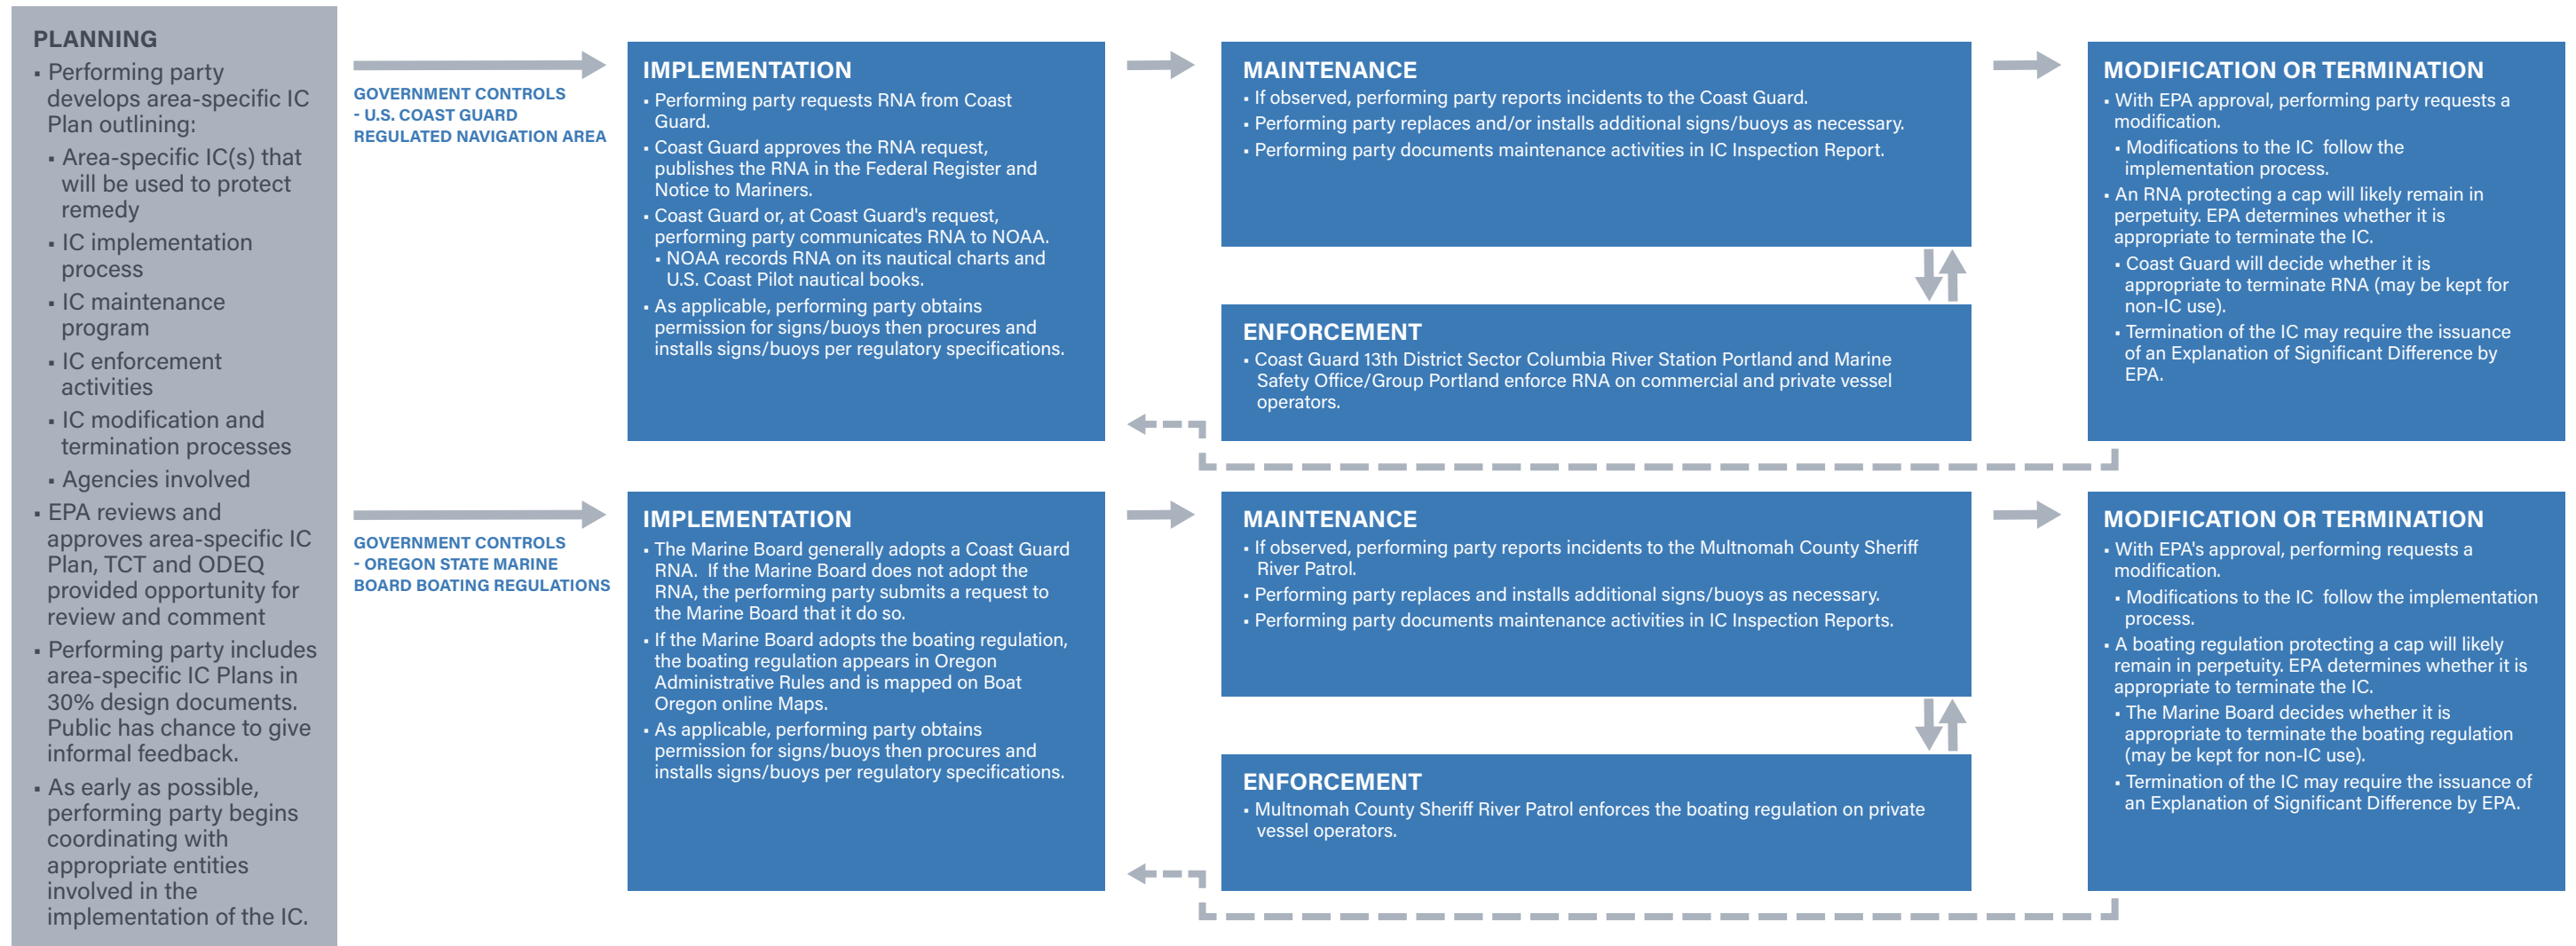 PLANNING
▪ Performing party
develops area-specific IC
Plan outlining:
▪ Area-specific IC(s) that
will be used to protect
remedy
▪ IC implementation
process
▪ IC maintenance
program
▪ IC enforcement
activities
▪ IC modification and
termination processes
▪ Agencies involved
▪ EPA reviews and
approves area-specific IC
Plan, TCT and ODEQ
provided opportunity for
review and comment
▪ Performing party includes
area-specific IC Plans in
30% design documents.
Public has chance to give
informal feedback.
▪ As early as possible,
performing party begins
coordinating with
appropriate entities
involved in the
implementation of the IC.
GOVERNMENT CONTROLS
- U.S. COAST GUARD
REGULATED NAVIGATION AREA
IMPLEMENTATION
▪ Performing party requests RNA from Coast
Guard.
▪ Coast Guard approves the RNA request,
publishes the RNA in the Federal Register and
Notice to Mariners.
▪ Coast Guard or, at Coast Guard's request,
performing party communicates RNA to NOAA.
▪ NOAA records RNA on its nautical charts and
U.S. Coast Pilot nautical books.
▪ As applicable, performing party obtains
permission for signs/buoys then procures and
installs signs/buoys per regulatory specifications.
MAINTENANCE
▪ If observed, performing party reports incidents to the Coast Guard.
▪ Performing party replaces and/or installs additional signs/buoys as necessary.
▪ Performing party documents maintenance activities in IC Inspection Report.
ENFORCEMENT
▪ Coast Guard 13th District Sector Columbia River Station Portland and Marine
Safety Office/Group Portland enforce RNA on commercial and private vessel
operators.
MODIFICATION OR TERMINATION
▪ With EPA approval, performing party requests a
modification.
▪ Modifications to the IC  follow the
implementation process.
▪ An RNA protecting a cap will likely remain in
perpetuity. EPA determines whether it is
appropriate to terminate the IC.
▪ Coast Guard will decide whether it is
appropriate to terminate RNA (may be kept for
non-IC use).
▪ Termination of the IC may require the issuance
of an Explanation of Significant Difference by
EPA.
GOVERNMENT CONTROLS
- OREGON STATE MARINE
BOARD BOATING REGULATIONS
IMPLEMENTATION
▪ The Marine Board generally adopts a Coast Guard
RNA.  If the Marine Board does not adopt the
RNA, the performing party submits a request to
the Marine Board that it do so.
▪ If the Marine Board adopts the boating regulation,
the boating regulation appears in Oregon
Administrative Rules and is mapped on Boat
Oregon online Maps.
▪ As applicable, performing party obtains
permission for signs/buoys then procures and
installs signs/buoys per regulatory specifications.
MAINTENANCE
▪ If observed, performing party reports incidents to the Multnomah County Sheriff
River Patrol.
▪ Performing party replaces and installs additional signs/buoys as necessary.
▪ Performing party documents maintenance activities in IC Inspection Reports.
ENFORCEMENT
▪ Multnomah County Sheriff River Patrol enforces the boating regulation on private
vessel operators.
MODIFICATION OR TERMINATION
▪ With EPA's approval, performing requests a
modification.
▪ Modifications to the IC  follow the implementation
process.
▪ A boating regulation protecting a cap will likely
remain in perpetuity. EPA determines whether it is
appropriate to terminate the IC.
▪ The Marine Board decides whether it is
appropriate to terminate the boating regulation
(may be kept for non-IC use).
▪ Termination of the IC may require the issuance of
an Explanation of Significant Difference by EPA.